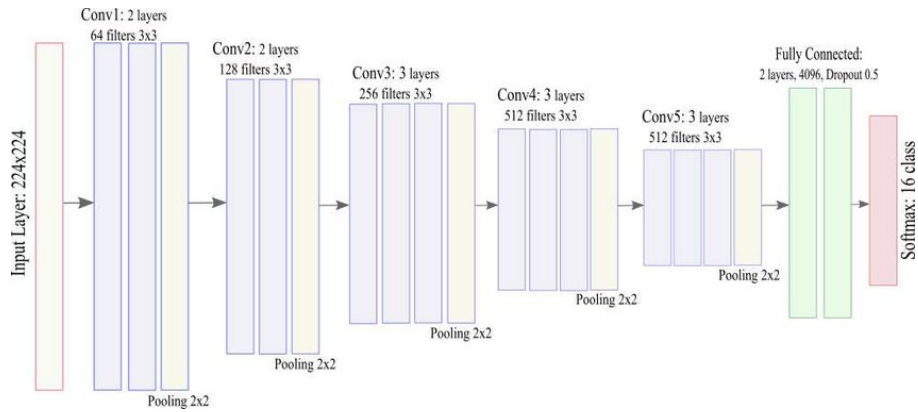 Input Layer: 224x224
Conv1: 2 layers
64 filters 3x3
Pooling 2x2
Conv2: 2 layers
128 filters 3x3
Pooling 2x2
Conv3: 3 layers
256 filters 3x3
Pooling 2x2
Conv4: 3 layers
512 filters 3x3
Pooling 2x2
Conv5: 3 layers
512 filters 3x3
Pooling 2x2
Fully Connected:
2 layers, 4096, Dropout 0.5
Softmax: 16 class